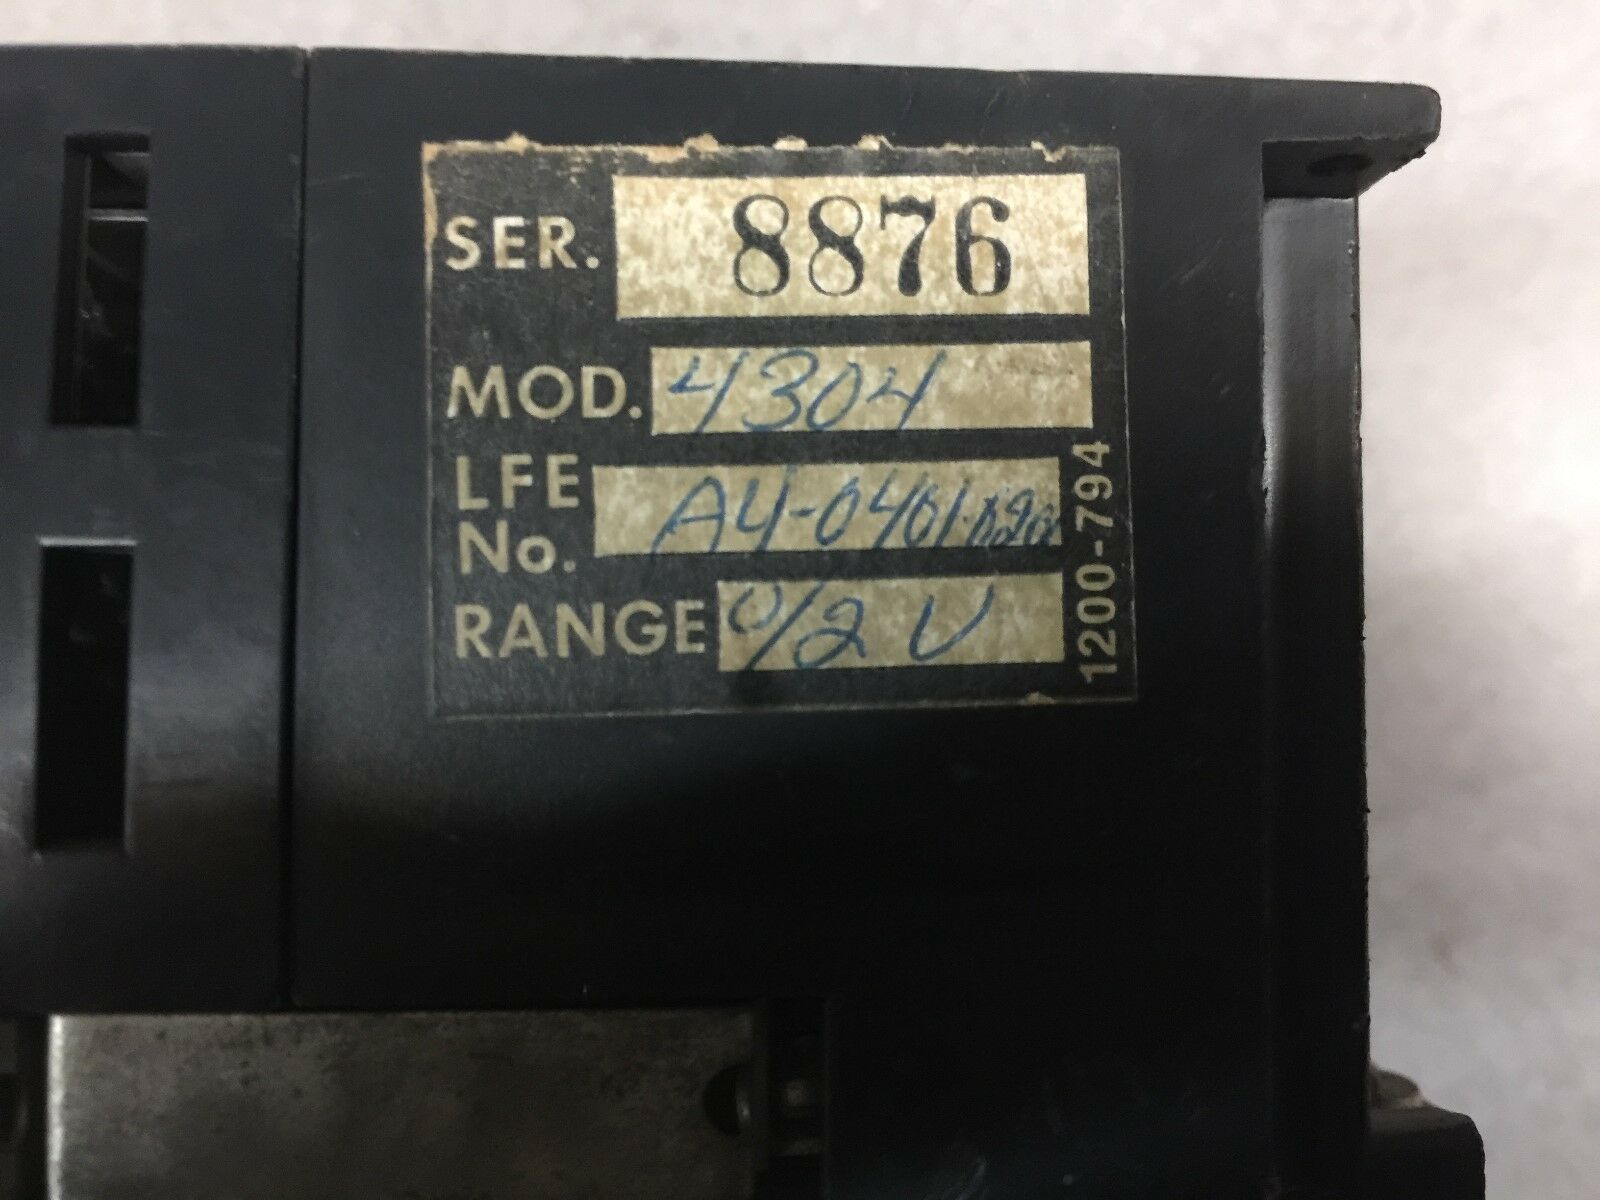 SER. 8876
MOD. 4304
LFE
No. A4-0401-
RANGE 0/2 V
1200-794